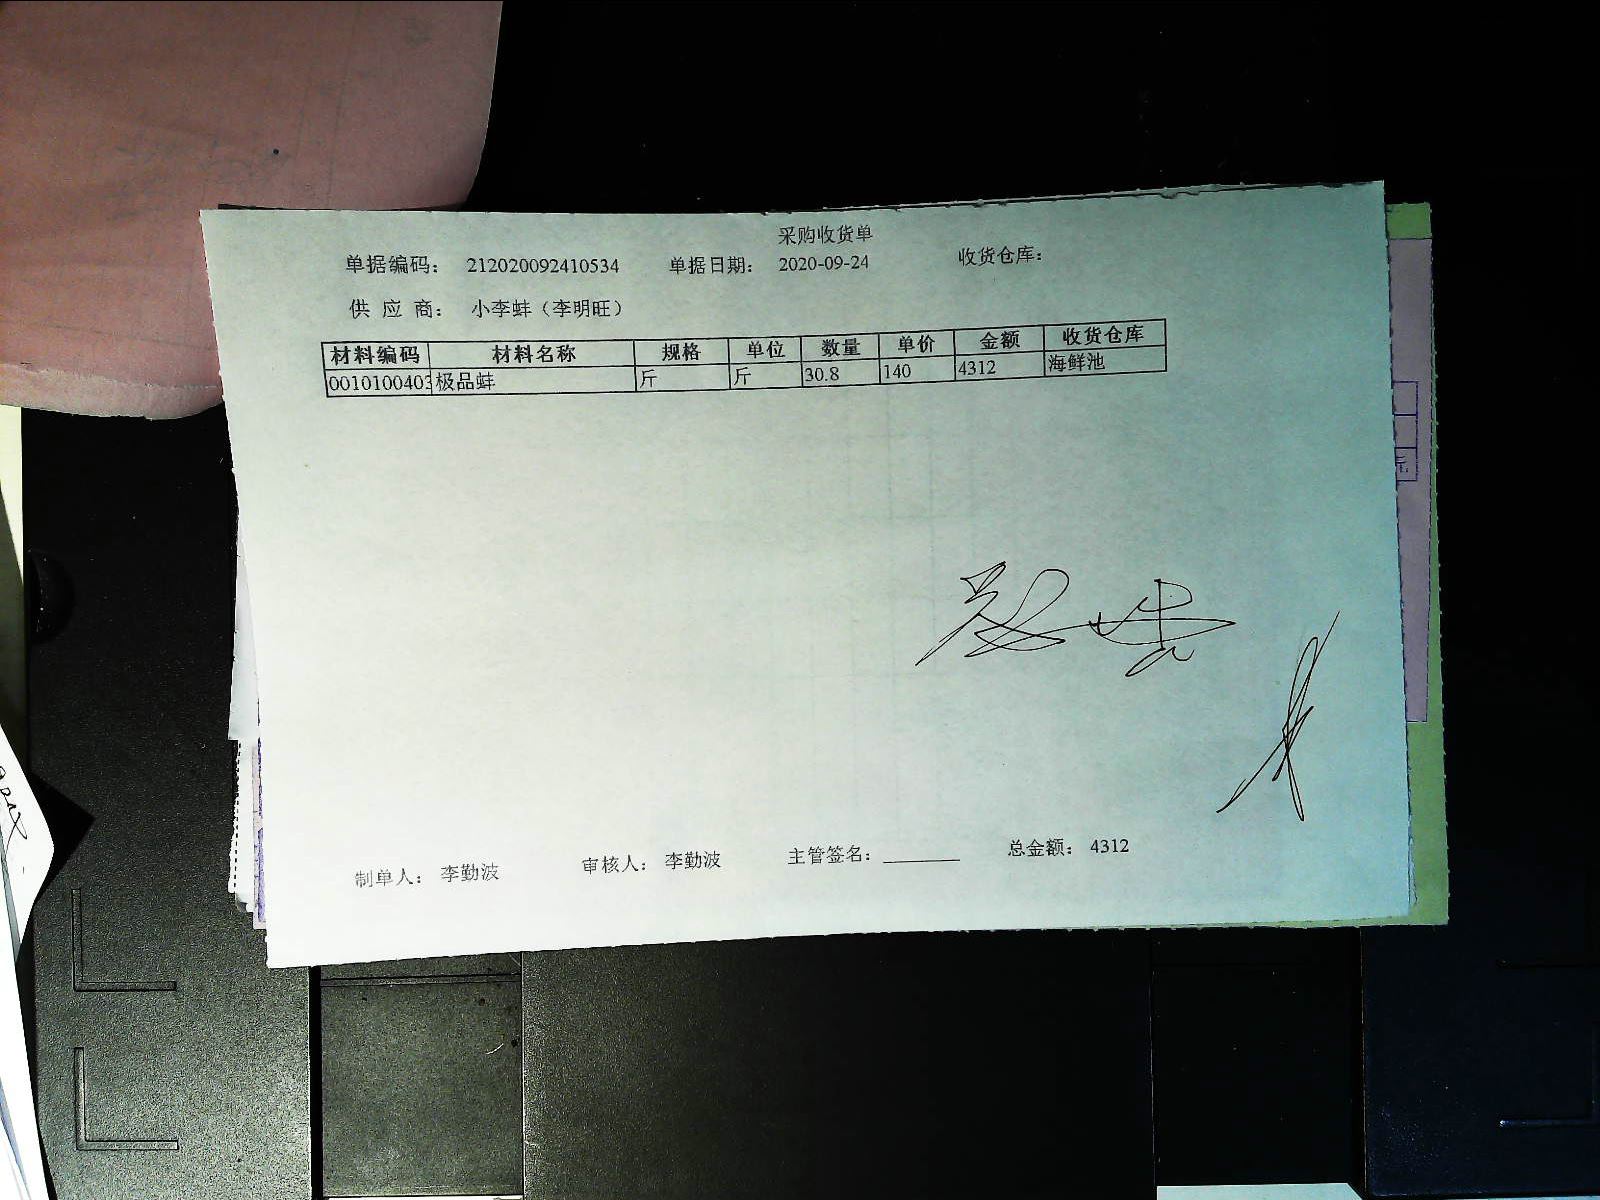 采购收货单
单据编码： 212020092410534 单据日期： 2020-09-24 收货仓库：
供 应 商： 小李蚌（李明旺）
材料编码 材料名称 规格 单位 数量 单价 金额 收货仓库
0010100403 极品蚌 斤 斤 30.8 140 4312 海鲜池
制单人： 李勤波 审核人： 李勤波 主管签名：______ 总金额： 4312